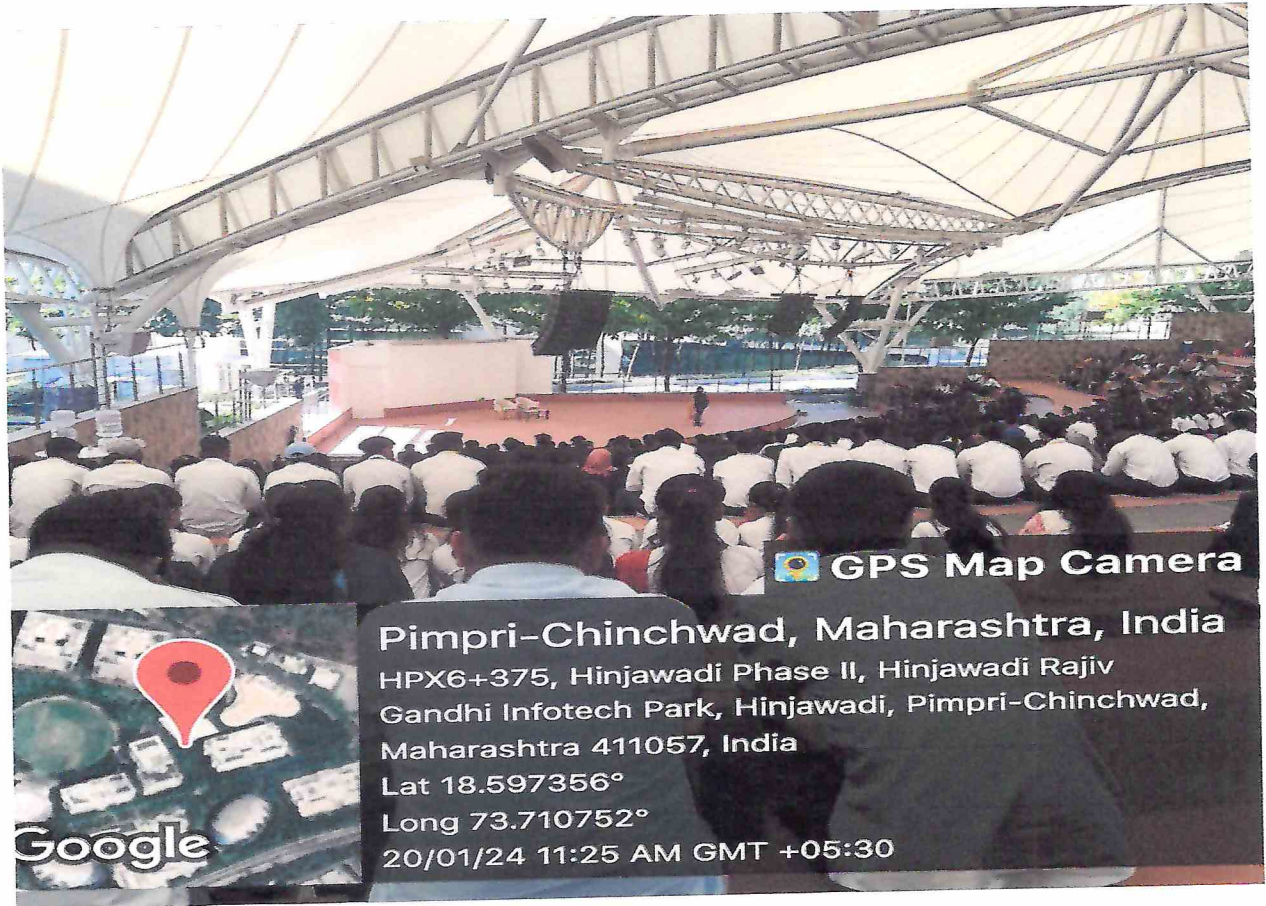 GPS Map Camera
Pimpri-Chinchwad, Maharashtra, India
HPX6+375, Hinjawadi Phase II, Hinjawadi Rajiv
Gandhi Infotech Park, Hinjawadi, Pimpri-Chinchwad,
Maharashtra 411057, India
Lat 18.597356°
Long 73.710752°
20/01/24 11:25 AM GMT +05:30
Google